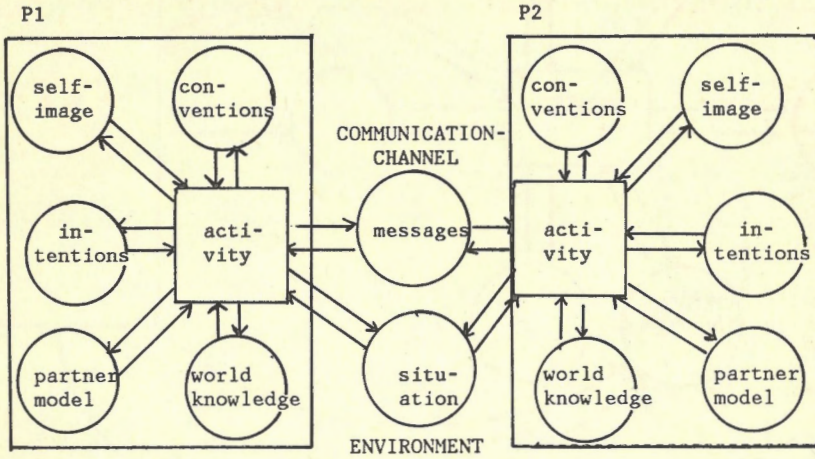 P1
P2
self-
image
con-
ventions
in-
tentions
acti-
vity
partner
model
world
knowledge
COMMUNICATION-
CHANNEL
messages
situ-
ation
ENVIRONMENT
con-
ventions
self-
image
acti-
vity
in-
tentions
world
knowledge
partner
model